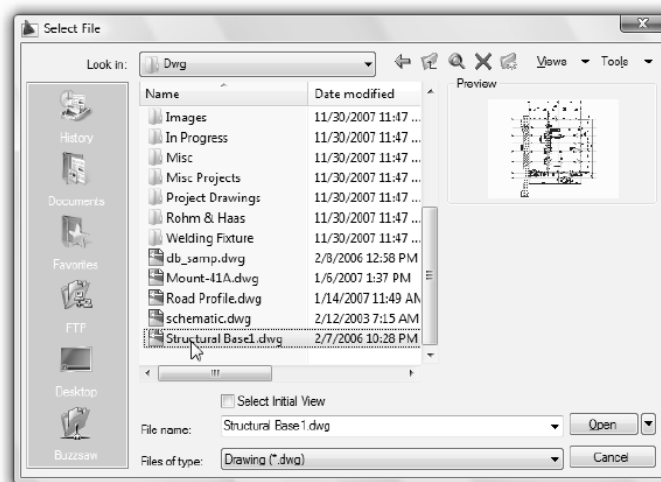 Select File
Look in: Dwg Views Tools
Name Date modified Preview
Images 11/30/2007 11:47 ...
In Progress 11/30/2007 11:47 ...
Misc 11/30/2007 11:47 ...
Misc Projects 11/30/2007 11:47 ...
Project Drawings 11/30/2007 11:47 ...
Rohm & Haas 11/30/2007 11:47 ...
Welding Fixture 11/30/2007 11:47 ...
db_samp.dwg 2/8/2006 12:58 PM
Mount-41A.dwg 1/6/2007 1:37 PM
Road Profile.dwg 1/14/2007 11:49 AM
schematic.dwg 2/12/2003 7:15 AM
Structural Base1.dwg 2/7/2006 10:28 PM
History
Documents
Favorites
FTP
Desktop
Buzzsaw
Select Initial View
File name: Structural Base1.dwg Open
Files of type: Drawing (*.dwg) Cancel